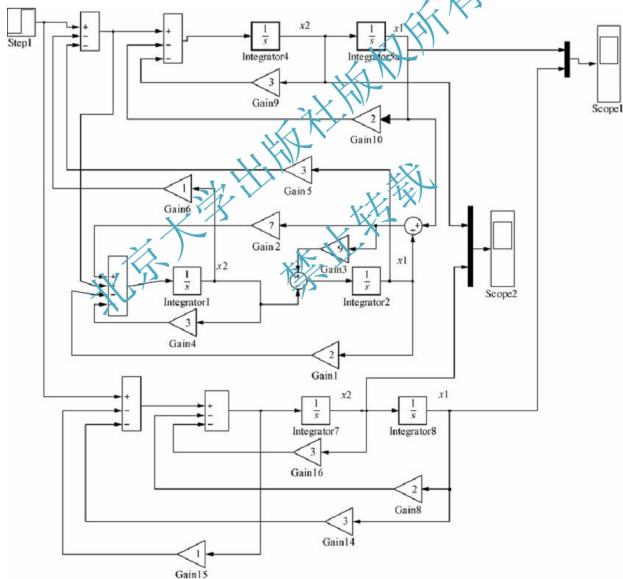 Step1
+
−
−
+
−
−
1/s
Integrator4
x2
1/s
Integrator5a
x1
3
Gain9
2
Gain10
Scope1
3
Gain5
1
Gain6
7
Gain2
− +
9
Gain3
x2
1/s
Integrator1
x1
1/s
Integrator2
3
Gain4
2
Gain1
Scope2
+
−
−
+
−
−
1/s
Integrator7
x2
1/s
Integrator8
x1
3
Gain16
2
Gain8
3
Gain14
1
Gain15
北京大学出版社版权所有
禁止转载